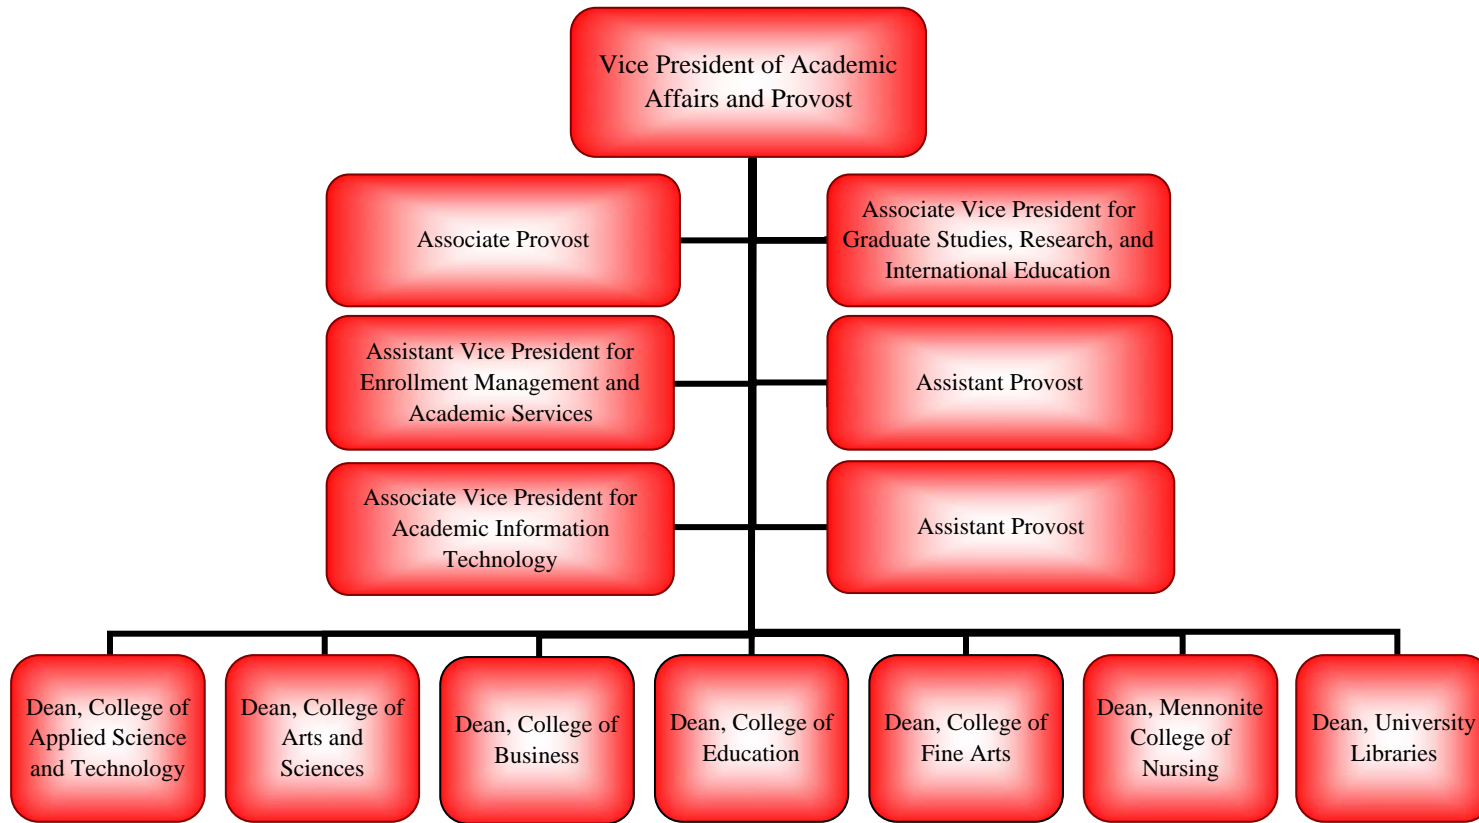 Vice President of Academic
Affairs and Provost
Associate Provost
Associate Vice President for
Graduate Studies, Research, and
International Education
Assistant Vice President for
Enrollment Management and
Academic Services
Assistant Provost
Associate Vice President for
Academic Information
Technology
Assistant Provost
Dean, College of
Applied Science
and Technology
Dean, College of
Arts and
Sciences
Dean, College of
Business
Dean, College of
Education
Dean, College of
Fine Arts
Dean, Mennonite
College of
Nursing
Dean, University
Libraries